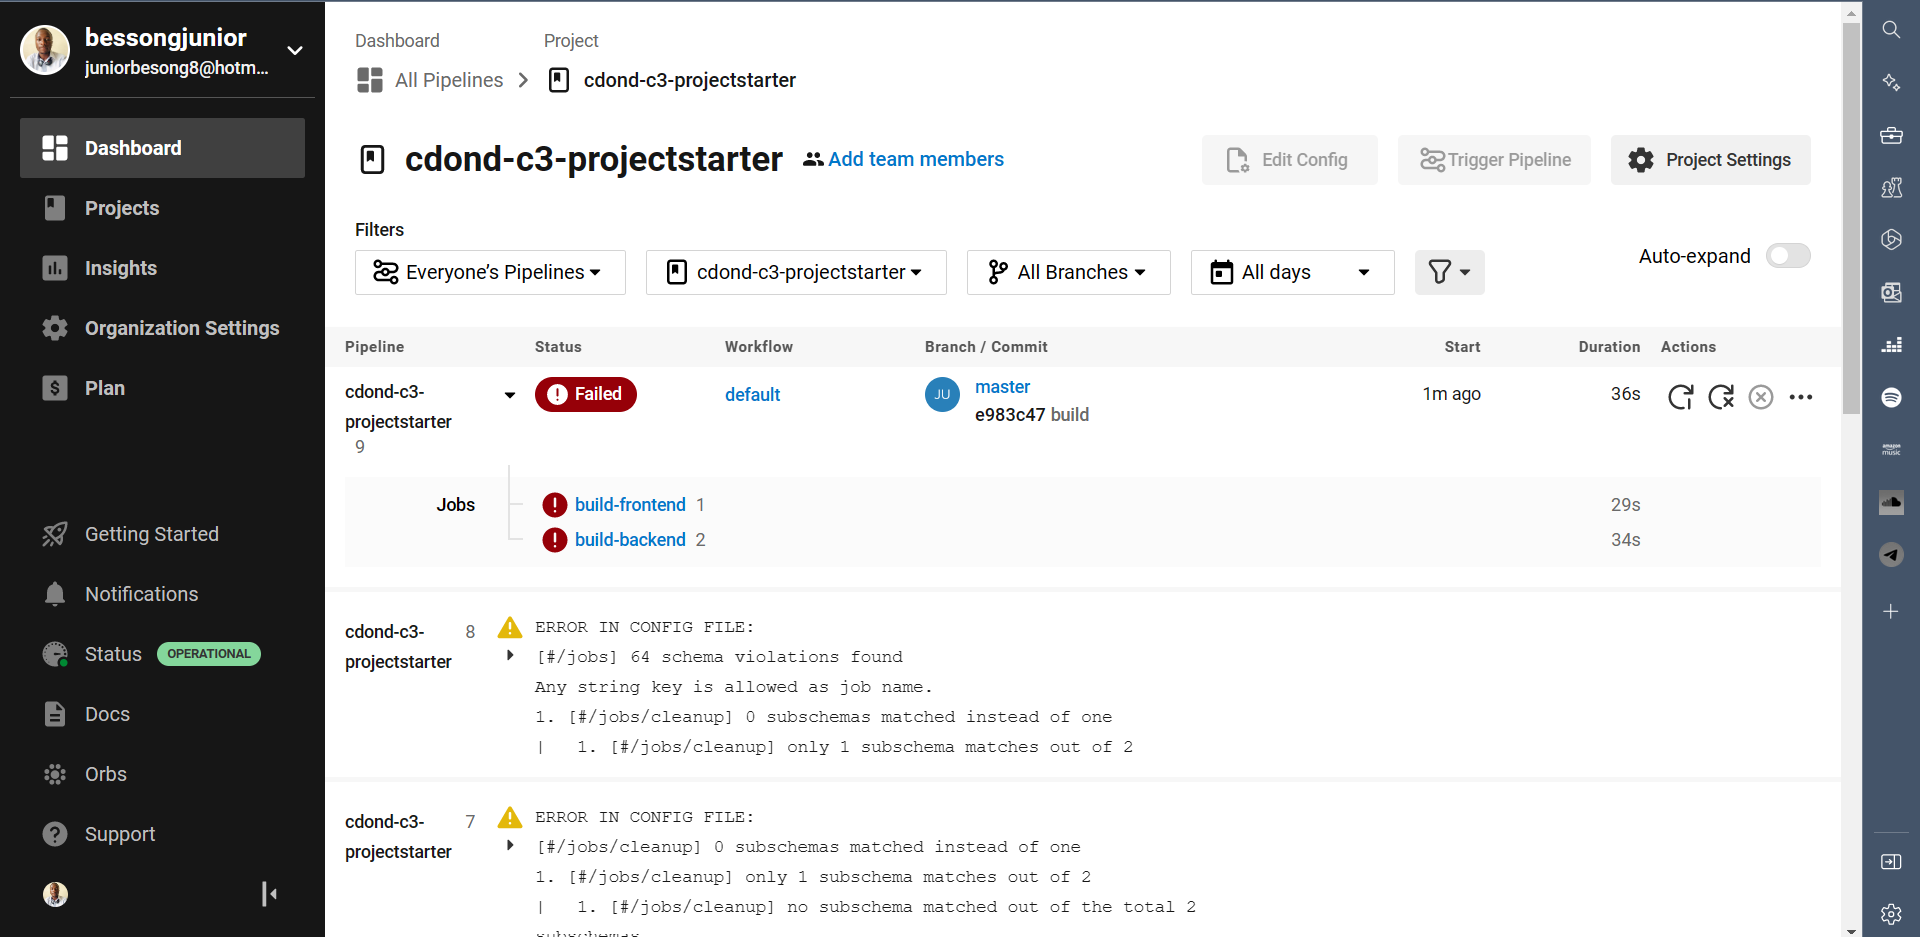 bessongjunior
juniorbesong8@hotm...
Dashboard
Projects
Insights
Organization Settings
Plan
Getting Started
Notifications
Status OPERATIONAL
Docs
Orbs
Support
Dashboard Project
All Pipelines cdond-c3-projectstarter
cdond-c3-projectstarter Add team members Edit Config Trigger Pipeline Project Settings
Filters
Everyone’s Pipelines cdond-c3-projectstarter All Branches All days Auto-expand
Pipeline Status Workflow Branch / Commit Start Duration Actions
cdond-c3-
projectstarter
9
Failed default JU master 1m ago 36s
e983c47 build
Jobs build-frontend 1 29s
build-backend 2 34s
cdond-c3-
projectstarter
8
ERROR IN CONFIG FILE:
[#/jobs] 64 schema violations found
Any string key is allowed as job name.
1. [#/jobs/cleanup] 0 subschemas matched instead of one
| 1. [#/jobs/cleanup] only 1 subschema matches out of 2
cdond-c3-
projectstarter
7
ERROR IN CONFIG FILE:
[#/jobs/cleanup] 0 subschemas matched instead of one
1. [#/jobs/cleanup] only 1 subschema matches out of 2
| 1. [#/jobs/cleanup] no subschema matched out of the total 2
subschemas
amazon
music